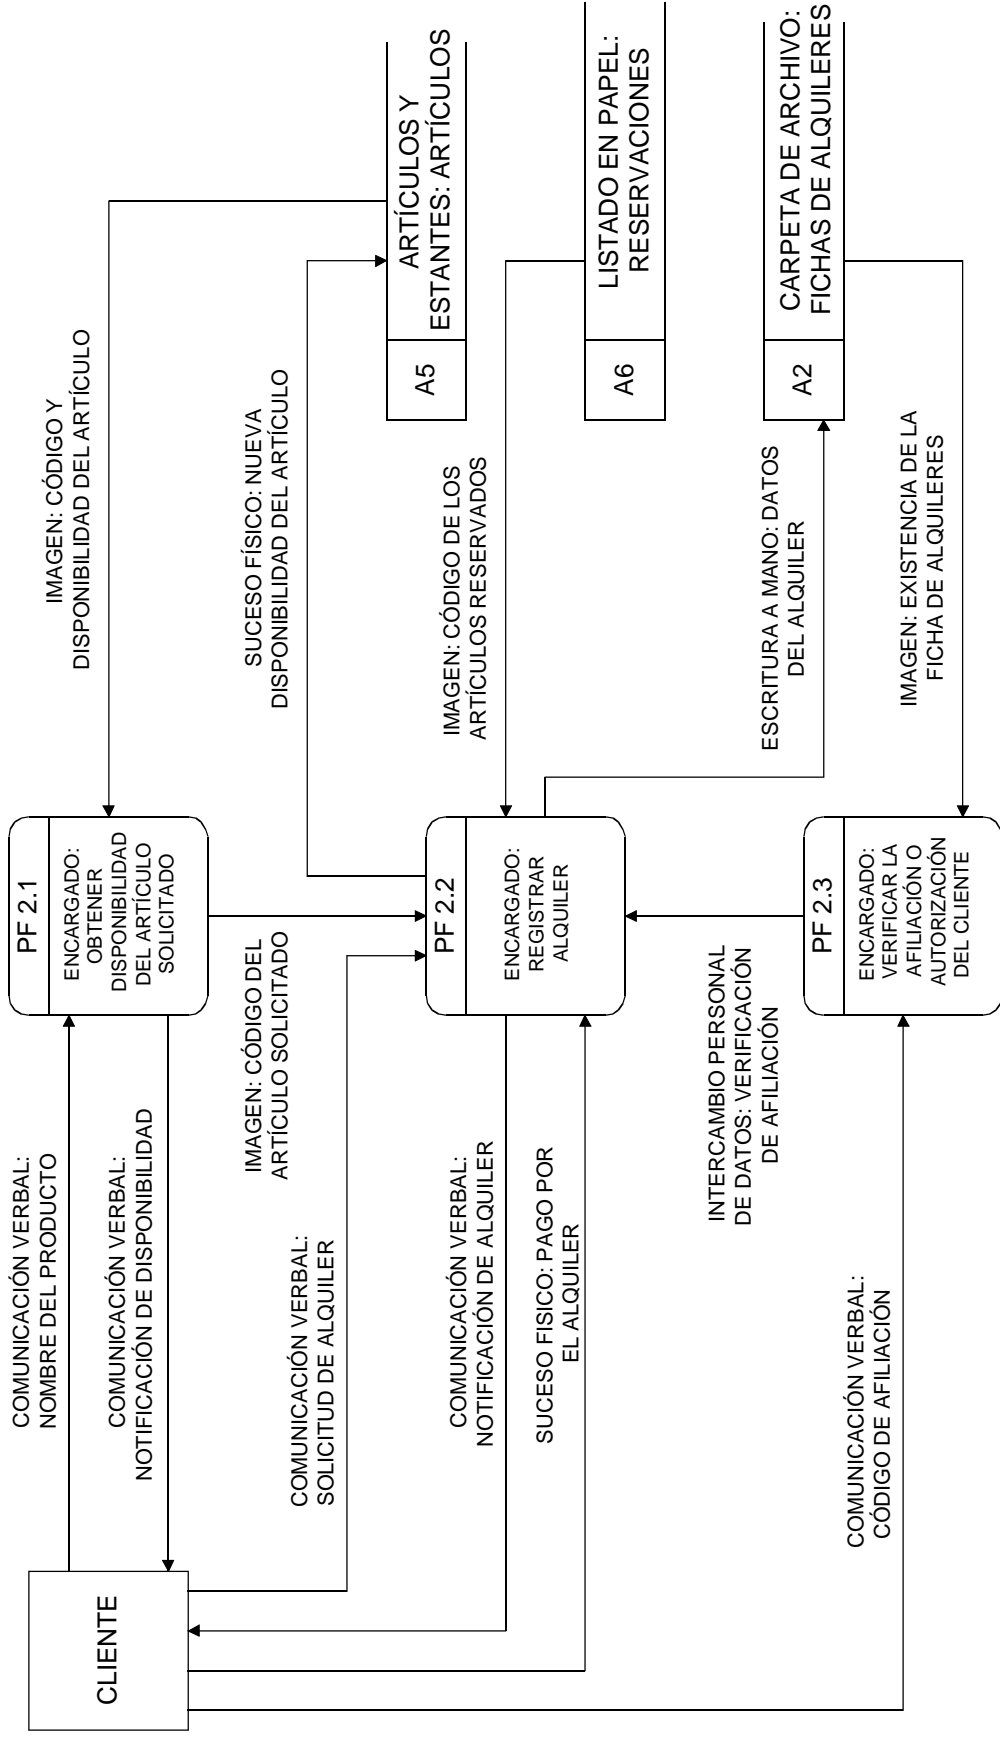 CLIENTE
COMUNICACIÓN VERBAL:
NOMBRE DEL PRODUCTO
COMUNICACIÓN VERBAL:
NOTIFICACIÓN DE DISPONIBILIDAD
PF 2.1
ENCARGADO:
OBTENER
DISPONIBILIDAD
DEL ARTÍCULO
SOLICITADO
IMAGEN: CÓDIGO Y
DISPONIBILIDAD DEL ARTÍCULO
IMAGEN: CÓDIGO DEL
ARTÍCULO SOLICITADO
SUCESO FÍSICO: NUEVA
DISPONIBILIDAD DEL ARTÍCULO
COMUNICACIÓN VERBAL:
SOLICITUD DE ALQUILER
A5
ARTÍCULOS Y
ESTANTES: ARTÍCULOS
COMUNICACIÓN VERBAL:
NOTIFICACIÓN DE ALQUILER
PF 2.2
ENCARGADO:
REGISTRAR
ALQUILER
IMAGEN: CÓDIGO DE LOS
ARTÍCULOS RESERVADOS
SUCESO FISICO: PAGO POR
EL ALQUILER
A6
LISTADO EN PAPEL:
RESERVACIONES
INTERCAMBIO PERSONAL
DE DATOS: VERIFICACIÓN
DE AFILIACIÓN
ESCRITURA A MANO: DATOS
DEL ALQUILER
A2
CARPETA DE ARCHIVO:
FICHAS DE ALQUILERES
COMUNICACIÓN VERBAL:
CÓDIGO DE AFILIACIÓN
PF 2.3
ENCARGADO:
VERIFICAR LA
AFILIACIÓN O
AUTORIZACIÓN
DEL CLIENTE
IMAGEN: EXISTENCIA DE LA
FICHA DE ALQUILERES